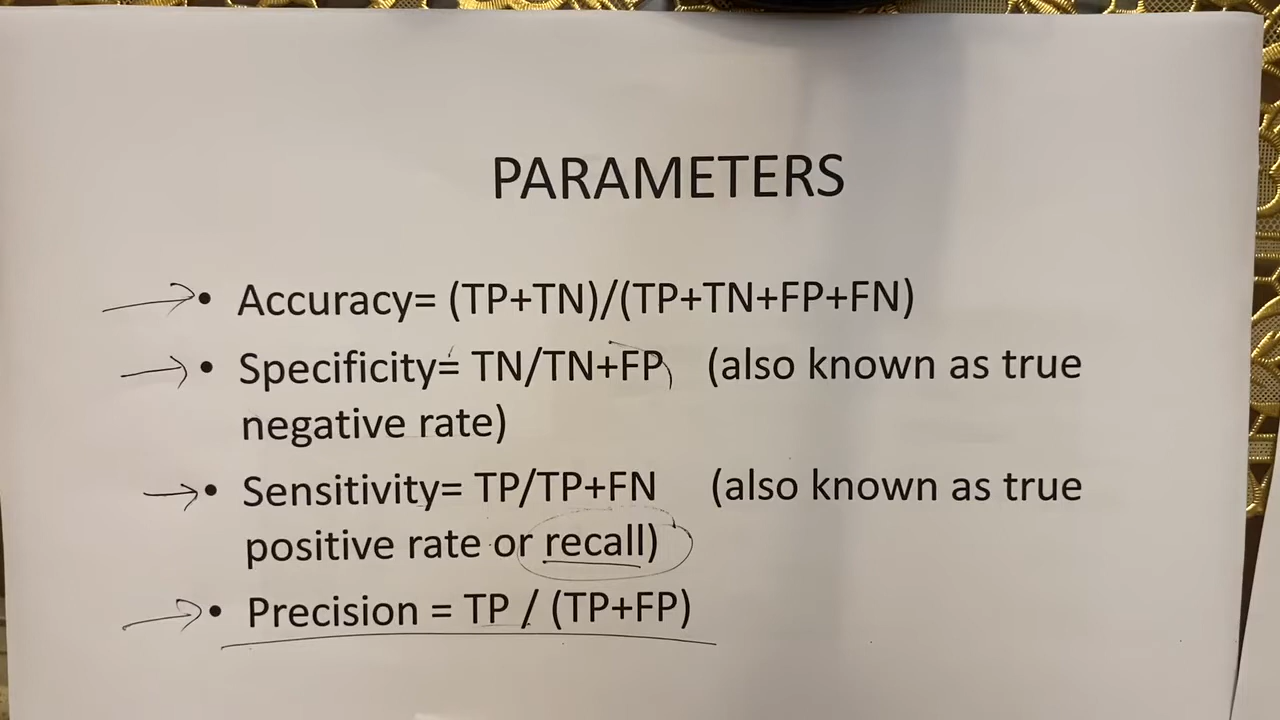 PARAMETERS
• Accuracy= (TP+TN)/(TP+TN+FP+FN)
• Specificity= TN/TN+FP (also known as true
negative rate)
• Sensitivity= TP/TP+FN (also known as true
positive rate or recall)
• Precision = TP / (TP+FP)